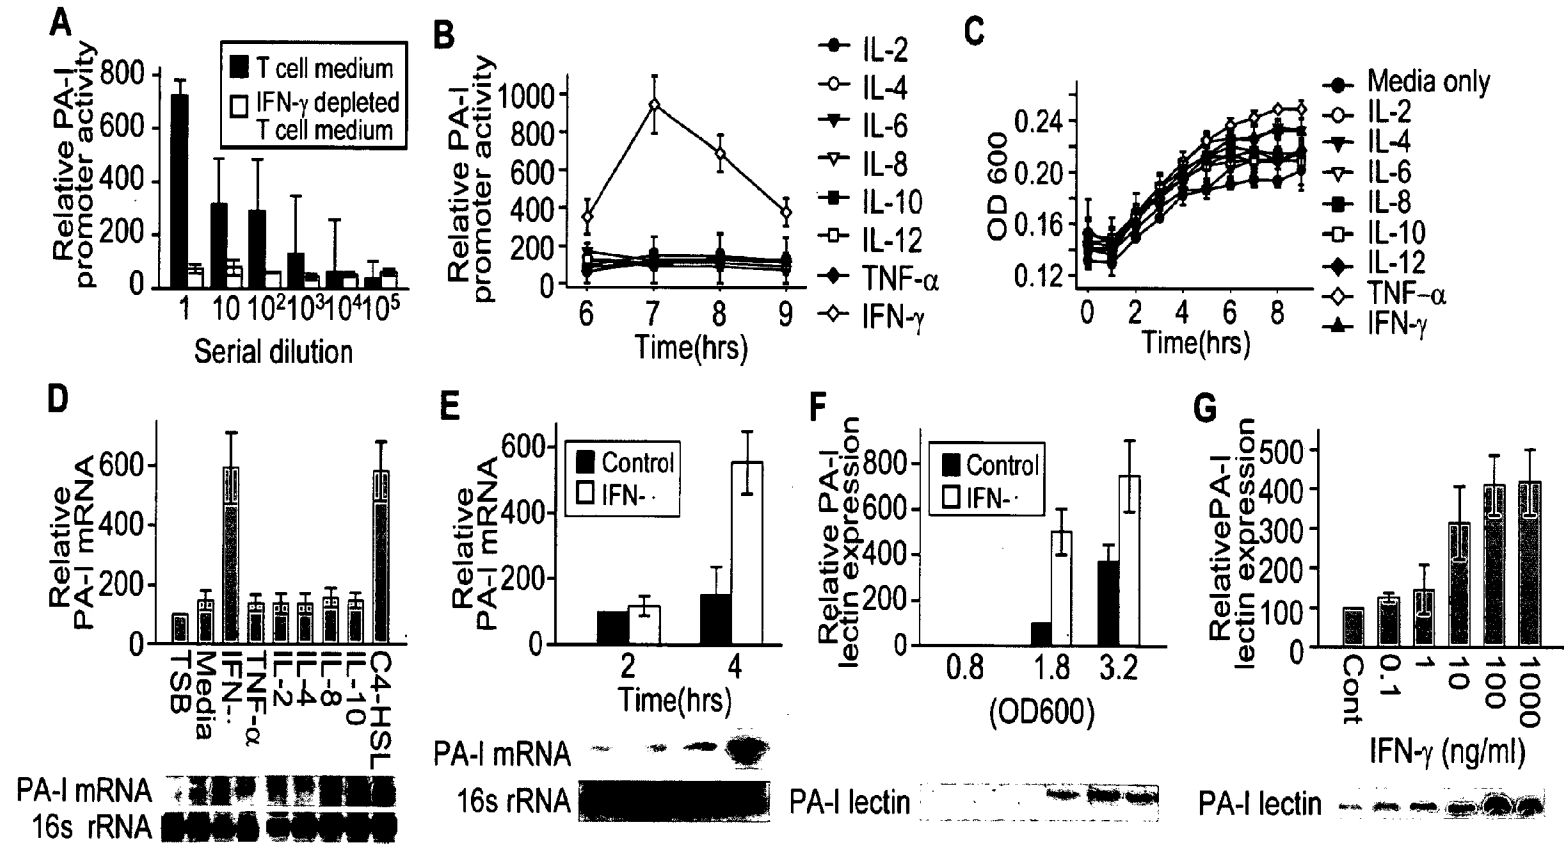 A
Relative PA-I
promoter activity
800
600
400
200
0
T cell medium
IFN-γ depleted
T cell medium
1 10 10² 10³ 10⁴ 10⁵
Serial dilution
B
Relative PA-I
promoter activity
1000
800
600
400
200
0
6 7 8 9
Time(hrs)
IL-2
IL-4
IL-6
IL-8
IL-10
IL-12
TNF-α
IFN-γ
C
OD 600
0.24
0.20
0.16
0.12
0 2 4 6 8
Time(hrs)
Media only
IL-2
IL-4
IL-6
IL-8
IL-10
IL-12
TNF-α
IFN-γ
D
Relative
PA-I mRNA
600
400
200
0
TSB
Media
IFN-··
TNF-α
IL-2
IL-4
IL-8
IL-10
C4-HSL
PA-I mRNA
16s rRNA
E
Relative
PA-I mRNA
600
400
200
0
Control
IFN-·
2 4
Time(hrs)
PA-I mRNA
16s rRNA
F
Relative PA-I
lectin expression
800
600
400
200
0
Control
IFN-·
0.8 1.8 3.2
(OD600)
PA-I lectin
G
RelativePA-I
lectin expression
500
400
300
200
100
0
Cont
0.1
1
10
100
1000
IFN-γ (ng/ml)
PA-I lectin